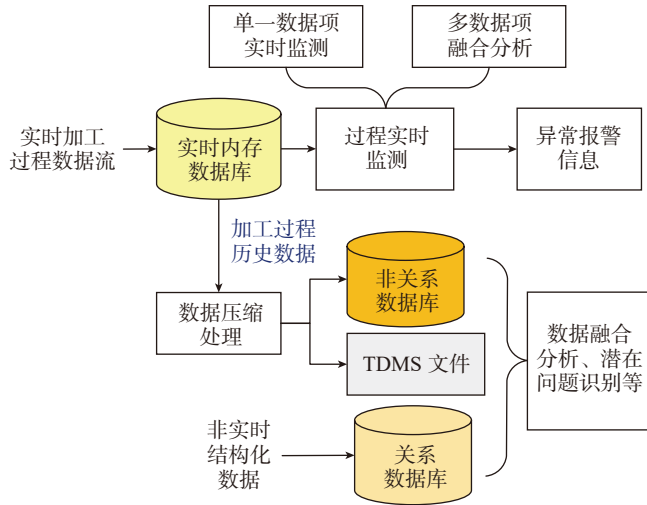 单一数据项
实时监测
多数据项
融合分析
实时加工
过程数据流
实时内存
数据库
过程实时
监测
异常报警
信息
加工过程
历史数据
数据压缩
处理
非关系
数据库
TDMS 文件
数据融合
分析、潜在
问题识别等
非实时
结构化
数据
关系
数据库